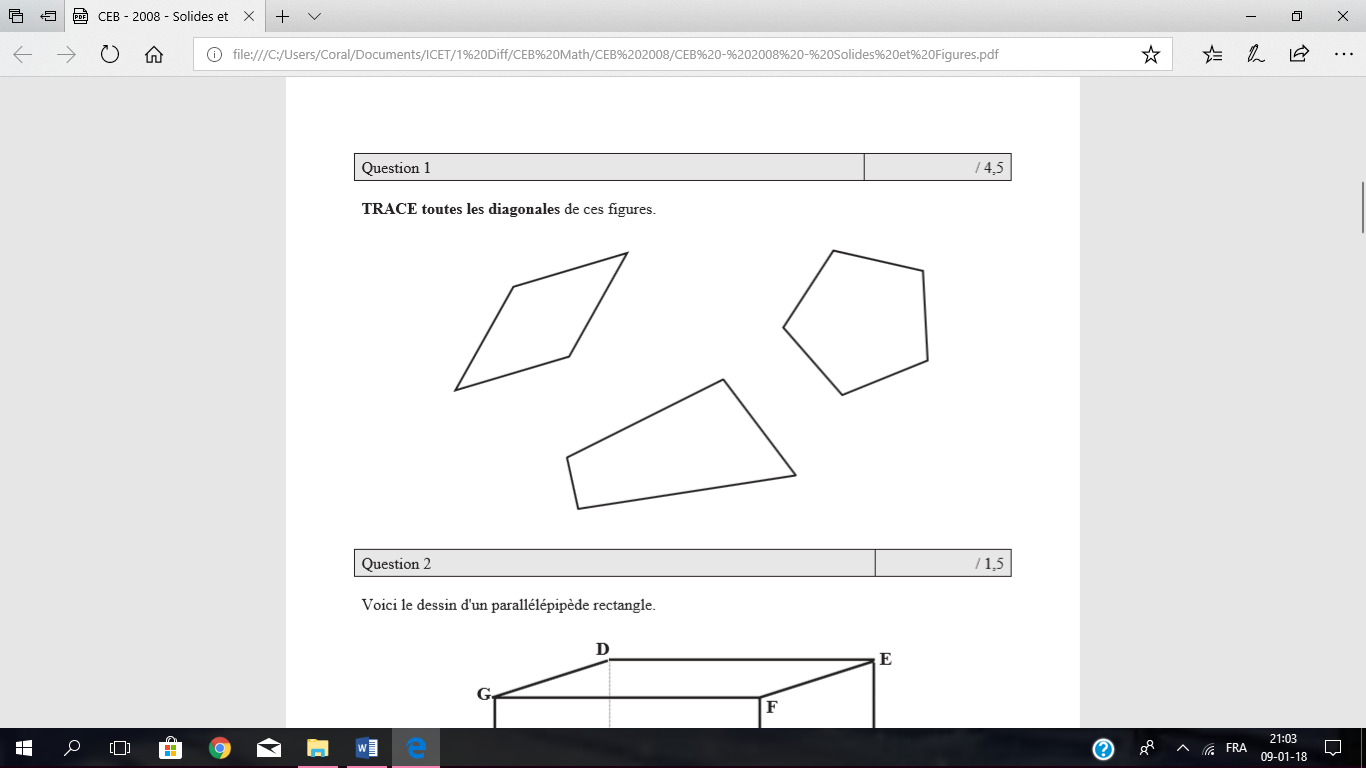 CEB - 2008 - Solides et
file:///C:/Users/Coral/Documents/ICET/1%20Diff/CEB%20Math/CEB%202008/CEB%20-%202008%20-%20Solides%20et%20Figures.pdf
Question 1 / 4,5
TRACE toutes les diagonales de ces figures.
Question 2 / 1,5
Voici le dessin d'un parallélépipède rectangle.
D
E
G
F
FRA
21:03
09-01-18